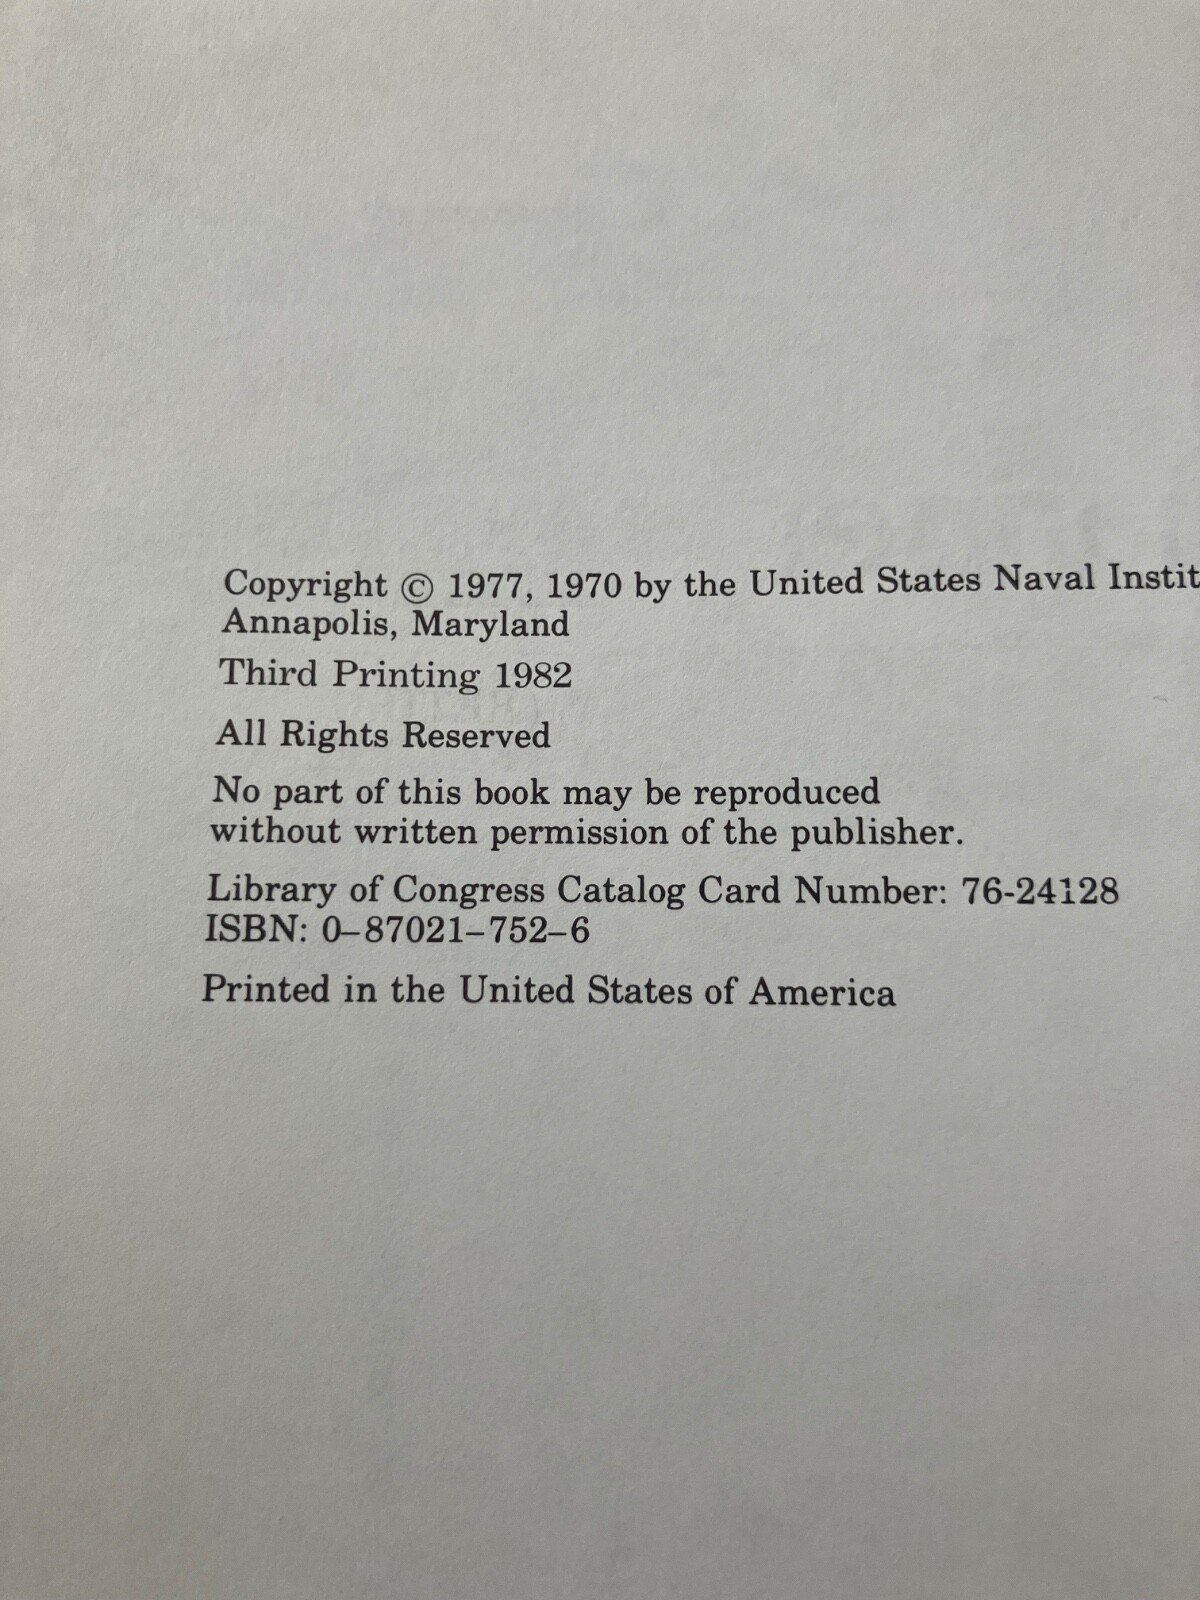 Copyright © 1977, 1970 by the United States Naval Instit
Annapolis, Maryland
Third Printing 1982
All Rights Reserved
No part of this book may be reproduced
without written permission of the publisher.
Library of Congress Catalog Card Number: 76-24128
ISBN: 0–87021–752–6
Printed in the United States of America